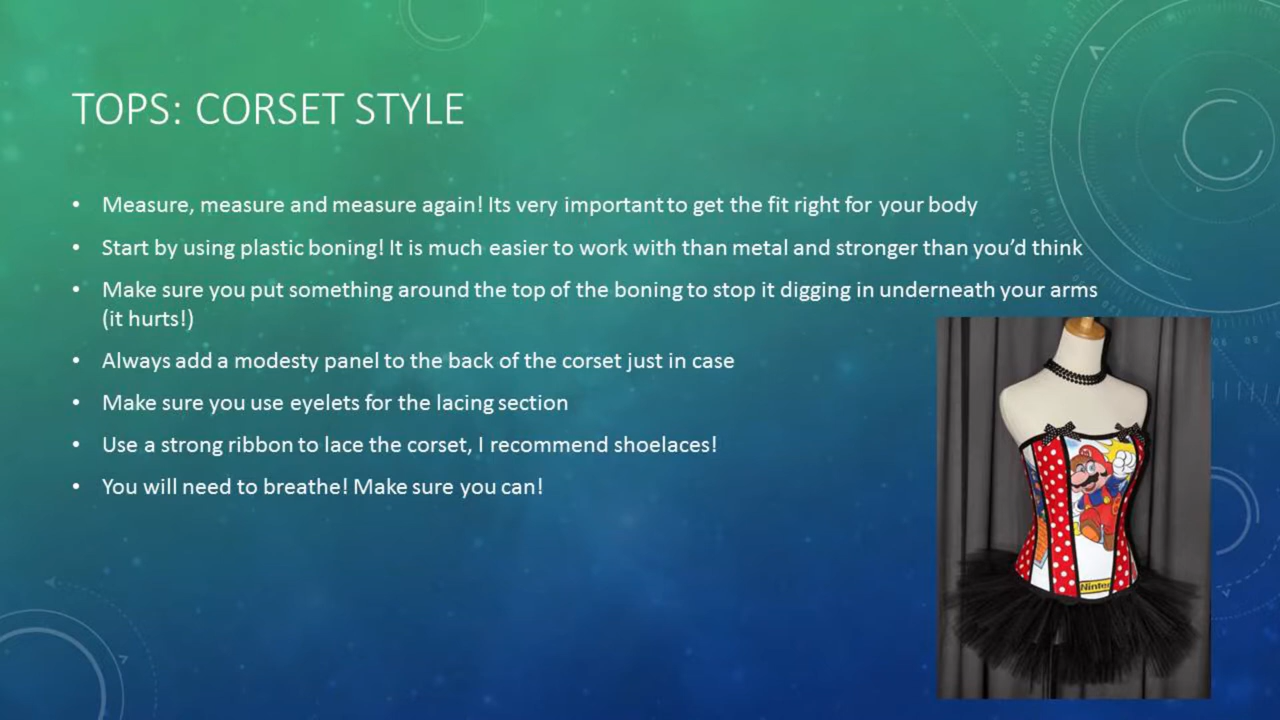 TOPS: CORSET STYLE
• Measure, measure and measure again! Its very important to get the fit right for your body
• Start by using plastic boning! It is much easier to work with than metal and stronger than you’d think
• Make sure you put something around the top of the boning to stop it digging in underneath your arms
(it hurts!)
• Always add a modesty panel to the back of the corset just in case
• Make sure you use eyelets for the lacing section
• Use a strong ribbon to lace the corset, I recommend shoelaces!
• You will need to breathe! Make sure you can!
Ninte